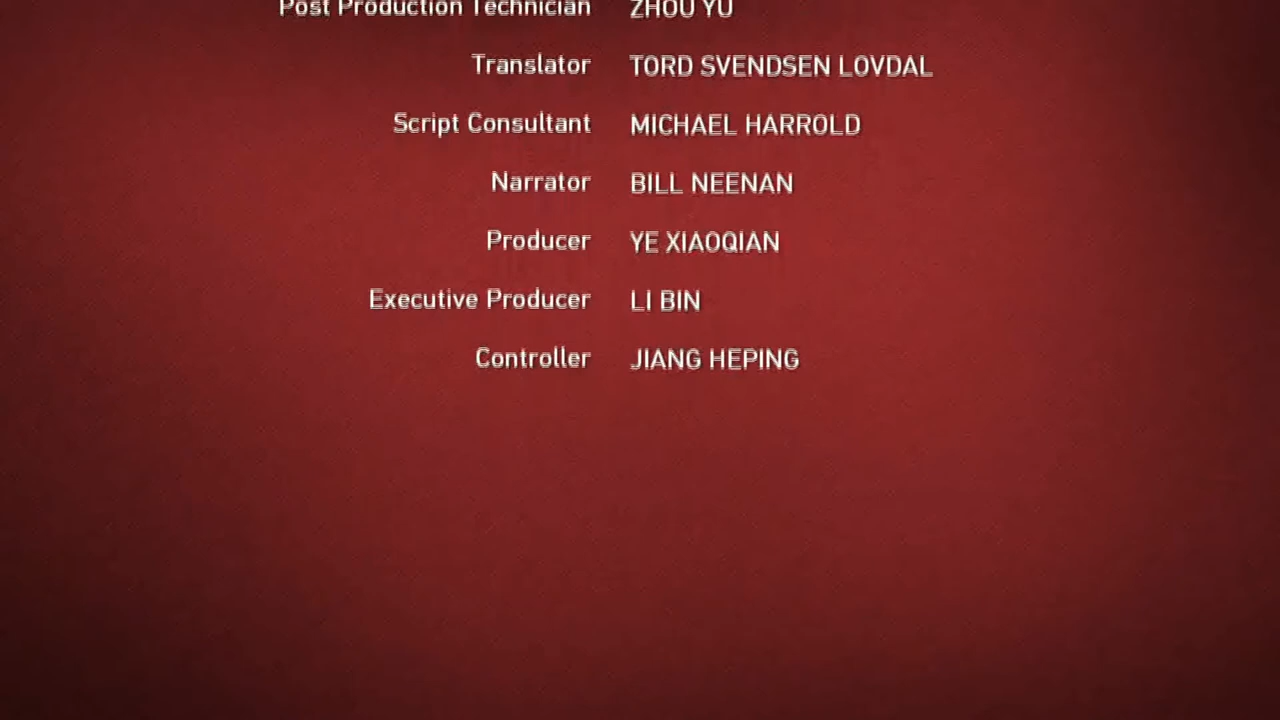 Post Production Technician ZHOU YU
Translator TORD SVENDSEN LOVDAL
Script Consultant MICHAEL HARROLD
Narrator BILL NEENAN
Producer YE XIAOQIAN
Executive Producer LI BIN
Controller JIANG HEPING